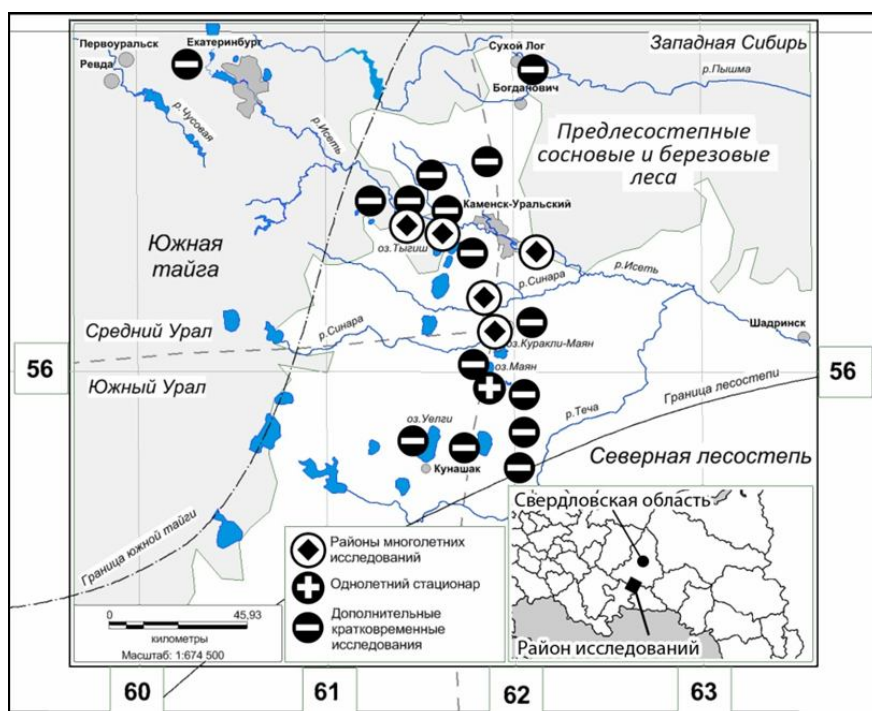 Первоуральск
Ревда
Екатеринбург
Сухой Лог
Богданович
Западная Сибирь
р.Пышма
р.Чусовая
р.Исеть
Предлесостепные
сосновые и березовые
леса
Каменск-Уральский
оз.Тыгиш
Южная
тайга
р.Исеть
р.Синара
р.Синара
Шадринск
Средний Урал
оз.Куракли-Маян
56
оз.Маян
56
Южный Урал
Граница лесостепи
р.Теча
оз.Уелги
Кунашак
Северная лесостепь
Граница южной тайги
Свердловская область
Районы многолетних
исследований
Однолетний стационар
Дополнительные
кратковременные
исследования
Район исследований
0 45,93
километры
Масштаб: 1:674 500
60
61
62
63